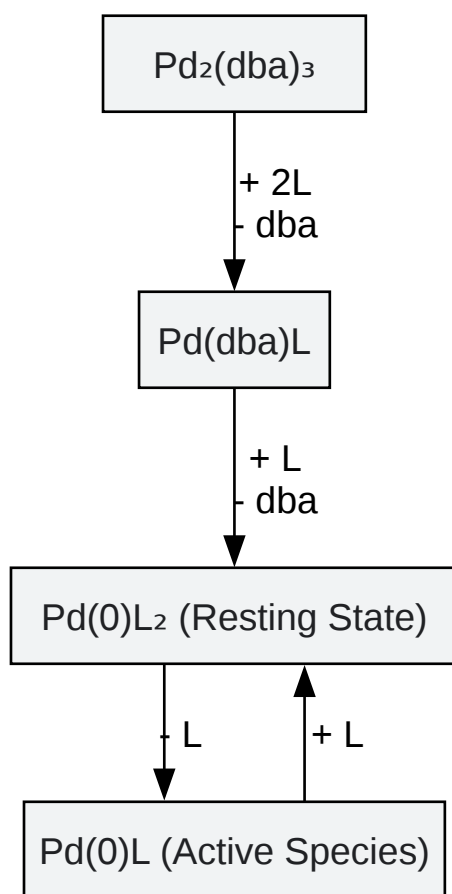 Pd₂(dba)₃
+ 2L
- dba
Pd(dba)L
+ L
- dba
Pd(0)L₂ (Resting State)
- L
+ L
Pd(0)L (Active Species)